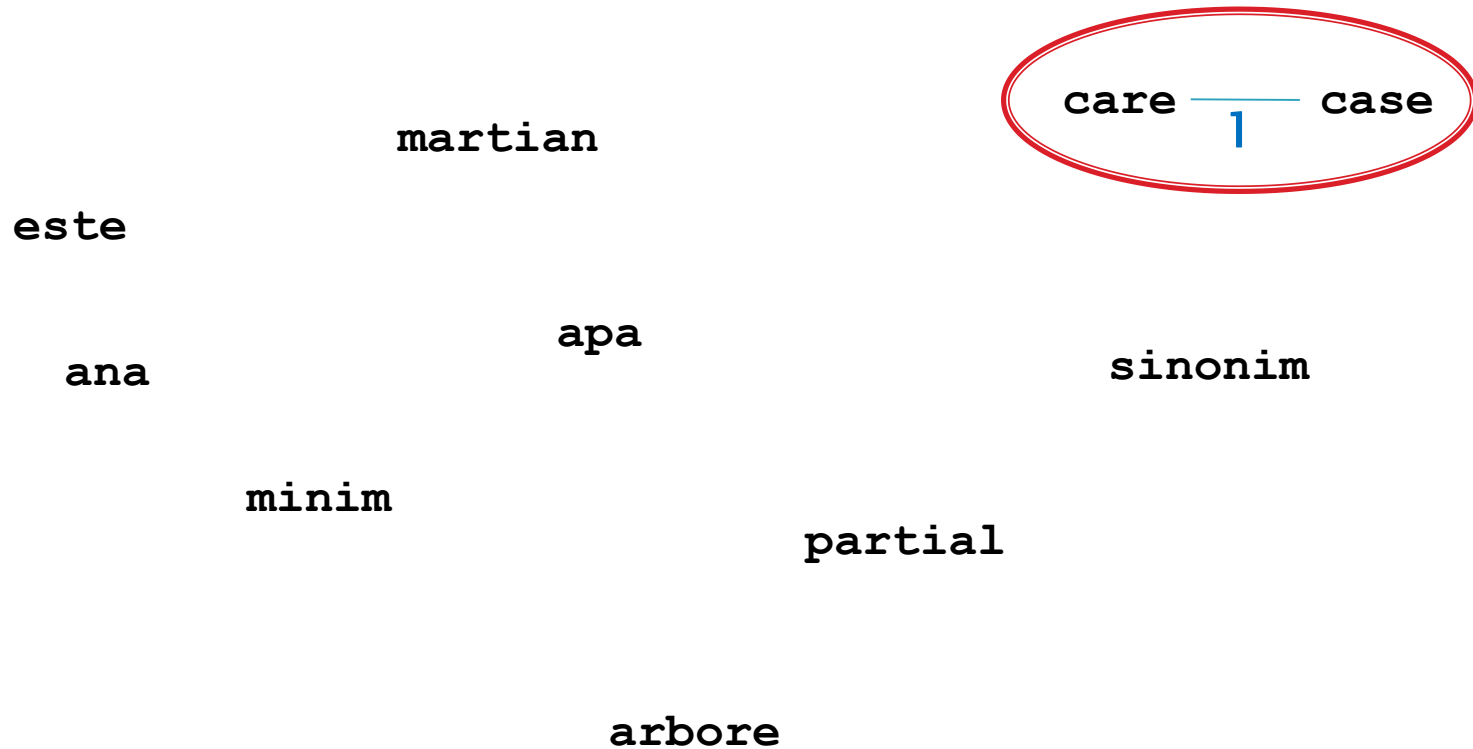 care case
1
martian
este
apa
sinonim
ana
minim
partial
arbore